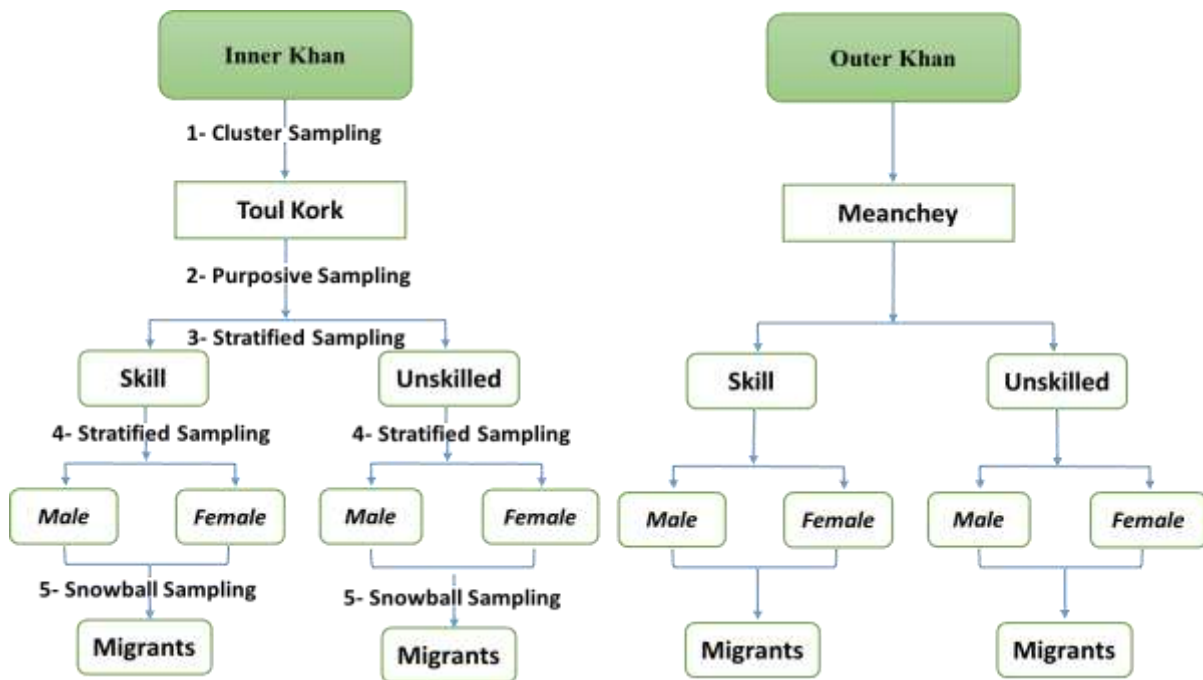 Inner Khan
Outer Khan
1- Cluster Sampling
Toul Kork
Meanchey
2- Purposive Sampling
3- Stratified Sampling
Skill
Unskilled
Skill
Unskilled
4- Stratified Sampling
4- Stratified Sampling
Male
Female
Male
Female
Male
Female
Male
Female
5- Snowball Sampling
5- Snowball Sampling
Migrants
Migrants
Migrants
Migrants